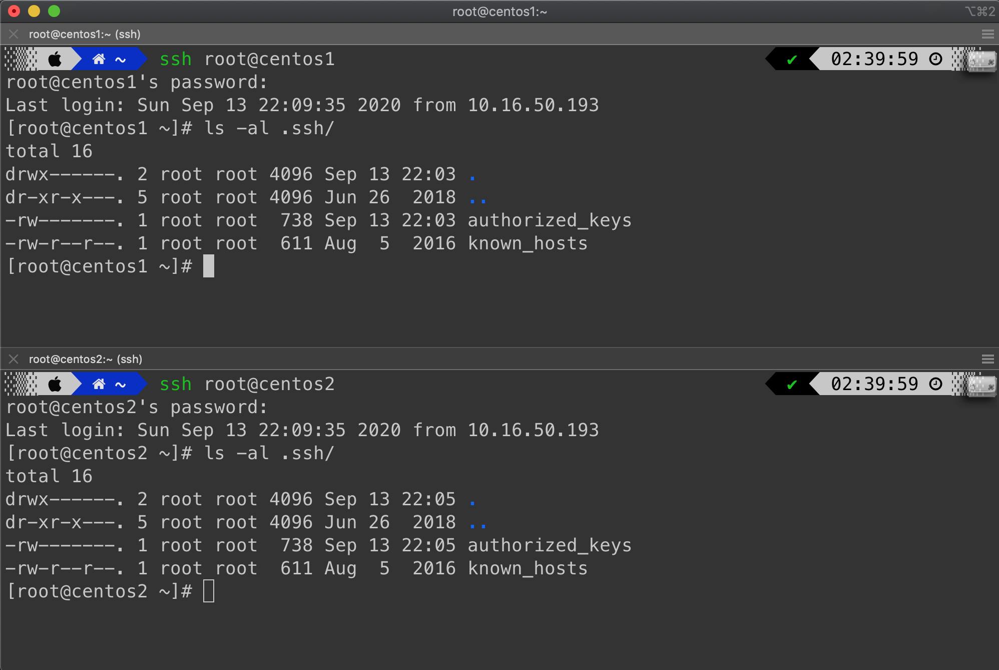 root@centos1:~ ⌥⌘2
root@centos1:~ (ssh)
~ ssh root@centos1 ✔ 02:39:59
root@centos1's password:
Last login: Sun Sep 13 22:09:35 2020 from 10.16.50.193
[root@centos1 ~]# ls -al .ssh/
total 16
drwx------. 2 root root 4096 Sep 13 22:03 .
dr-xr-x---. 5 root root 4096 Jun 26  2018 ..
-rw-------. 1 root root  738 Sep 13 22:03 authorized_keys
-rw-r--r--. 1 root root  611 Aug  5  2016 known_hosts
[root@centos1 ~]#
root@centos2:~ (ssh)
~ ssh root@centos2 ✔ 02:39:59
root@centos2's password:
Last login: Sun Sep 13 22:09:35 2020 from 10.16.50.193
[root@centos2 ~]# ls -al .ssh/
total 16
drwx------. 2 root root 4096 Sep 13 22:05 .
dr-xr-x---. 5 root root 4096 Jun 26  2018 ..
-rw-------. 1 root root  738 Sep 13 22:05 authorized_keys
-rw-r--r--. 1 root root  611 Aug  5  2016 known_hosts
[root@centos2 ~]#